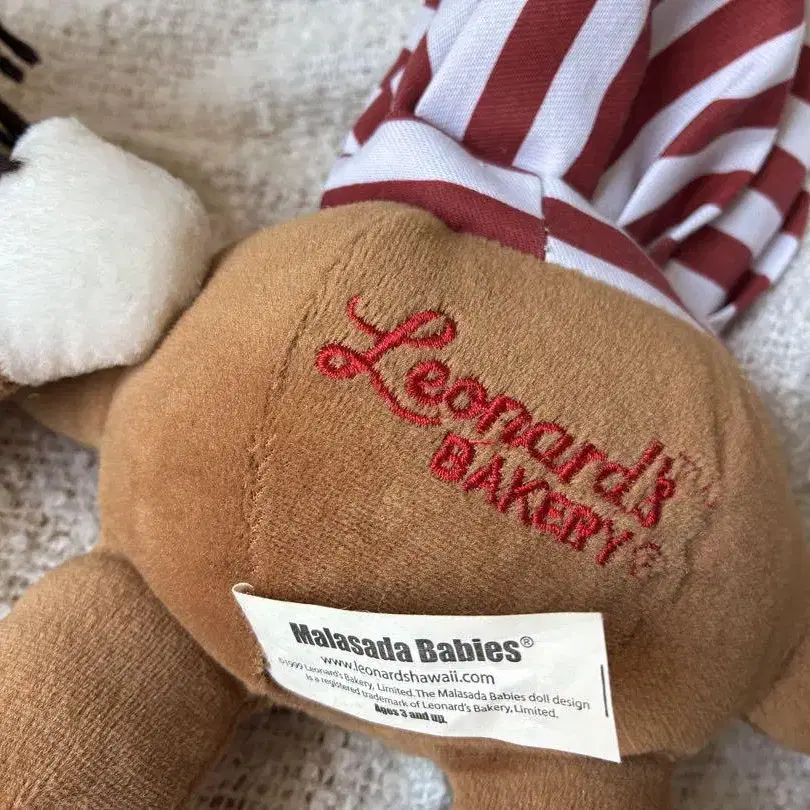 Leonard's
BAKERY®
Malasada Babies®
www.leonardshawaii.com
©1999 Leonard's Bakery, Limited. The Malasada Babies doll design
is a registered trademark of Leonard's Bakery, Limited.
Ages 3 and up.